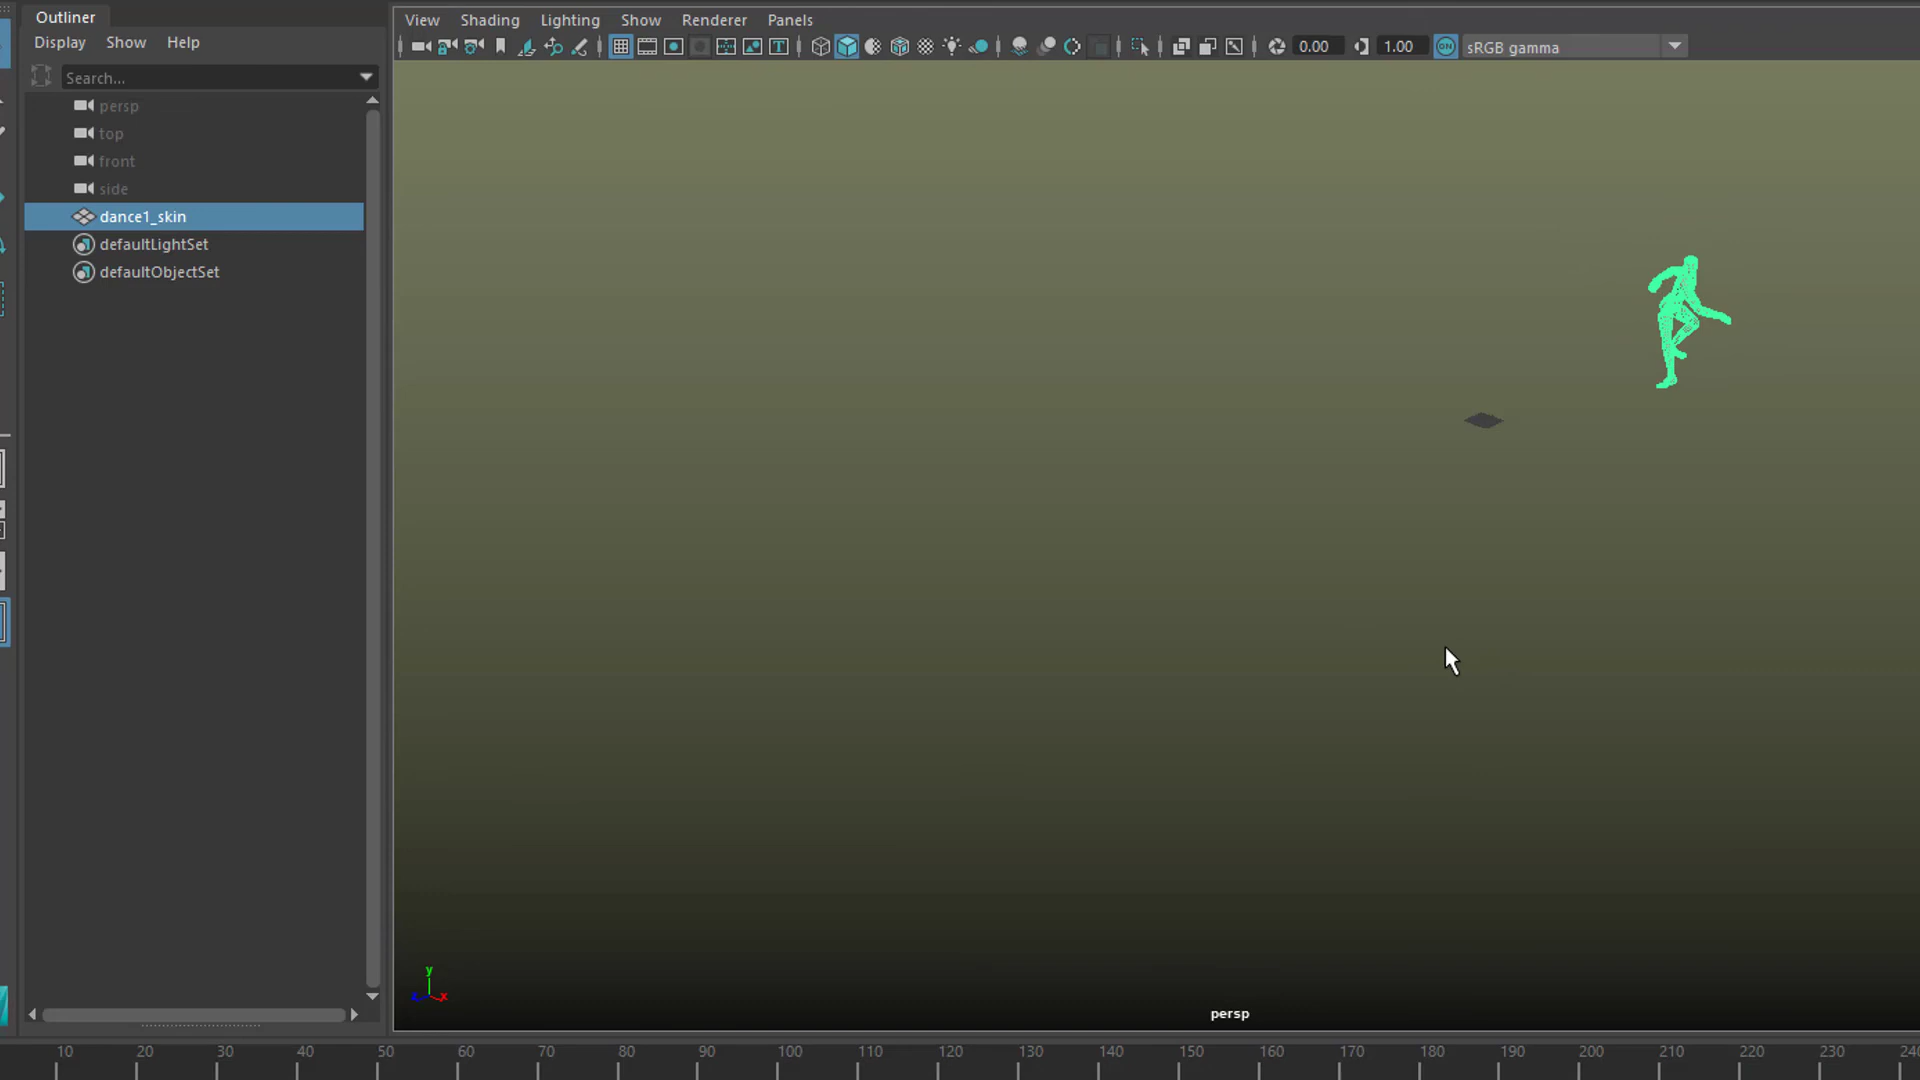 Outliner
Display Show Help
Search...
persp
top
front
side
dance1_skin
defaultLightSet
defaultObjectSet
View Shading Lighting Show Renderer Panels
0.00 1.00 ON sRGB gamma
y
x
persp
10 20 30 40 50 60 70 80 90 100 110 120 130 140 150 160 170 180 190 200 210 220 230